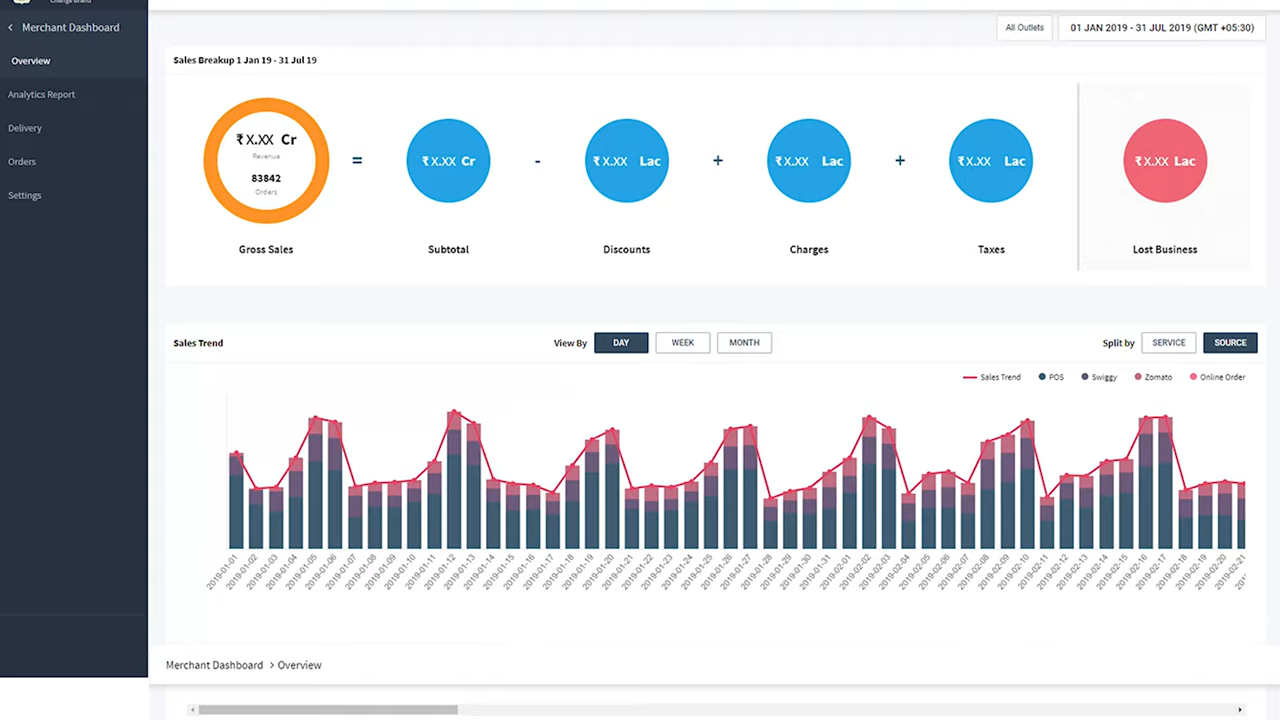 Change Brand
Merchant Dashboard
Overview
Analytics Report
Delivery
Orders
Settings
All Outlets
01 JAN 2019 - 31 JUL 2019 (GMT +05:30)
Sales Breakup 1 Jan 19 - 31 Jul 19
₹ X.XX Cr
Revenue
83842
Orders
=
₹ X.XX Cr
-
₹ X.XX Lac
+
₹ X.XX Lac
+
₹ X.XX Lac
₹ X.XX Lac
Gross Sales
Subtotal
Discounts
Charges
Taxes
Lost Business
Sales Trend
View By
DAY
WEEK
MONTH
Split by
SERVICE
SOURCE
Sales Trend
POS
Swiggy
Zomato
Online Order
2019-01-01
2019-01-02
2019-01-03
2019-01-04
2019-01-05
2019-01-06
2019-01-07
2019-01-08
2019-01-09
2019-01-10
2019-01-11
2019-01-12
2019-01-13
2019-01-14
2019-01-15
2019-01-16
2019-01-17
2019-01-18
2019-01-19
2019-01-20
2019-01-21
2019-01-22
2019-01-23
2019-01-24
2019-01-25
2019-01-26
2019-01-27
2019-01-28
2019-01-29
2019-01-30
2019-01-31
2019-02-01
2019-02-02
2019-02-03
2019-02-04
2019-02-05
2019-02-06
2019-02-07
2019-02-08
2019-02-09
2019-02-10
2019-02-11
2019-02-12
2019-02-13
2019-02-14
2019-02-15
2019-02-16
2019-02-17
2019-02-18
2019-02-19
2019-02-20
2019-02-21
Merchant Dashboard > Overview